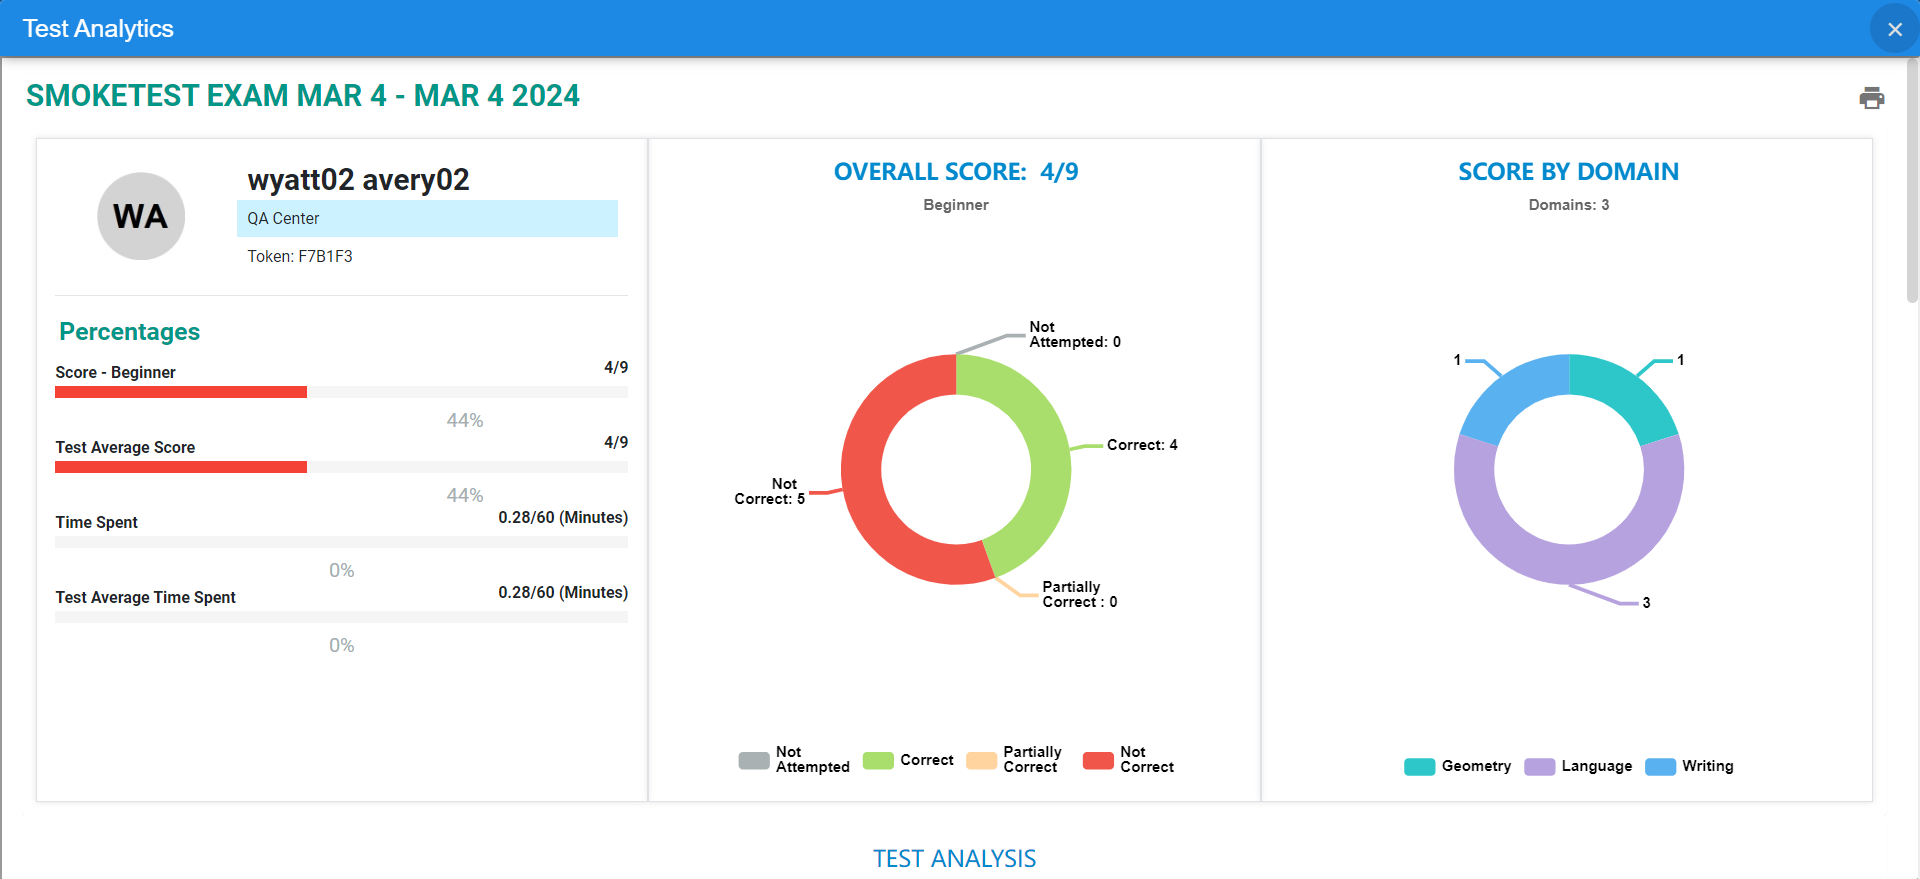 Test Analytics
SMOKETEST EXAM MAR 4 - MAR 4 2024
WA
wyatt02 avery02
QA Center
Token: F7B1F3
Percentages
Score - Beginner 4/9
44%
Test Average Score 4/9
44%
Time Spent 0.28/60 (Minutes)
0%
Test Average Time Spent 0.28/60 (Minutes)
0%
OVERALL SCORE: 4/9
Beginner
Not
Attempted: 0
Correct: 4
Not
Correct: 5
Partially
Correct : 0
Not
Attempted
Correct
Partially
Correct
Not
Correct
SCORE BY DOMAIN
Domains: 3
1
1
3
Geometry
Language
Writing
TEST ANALYSIS